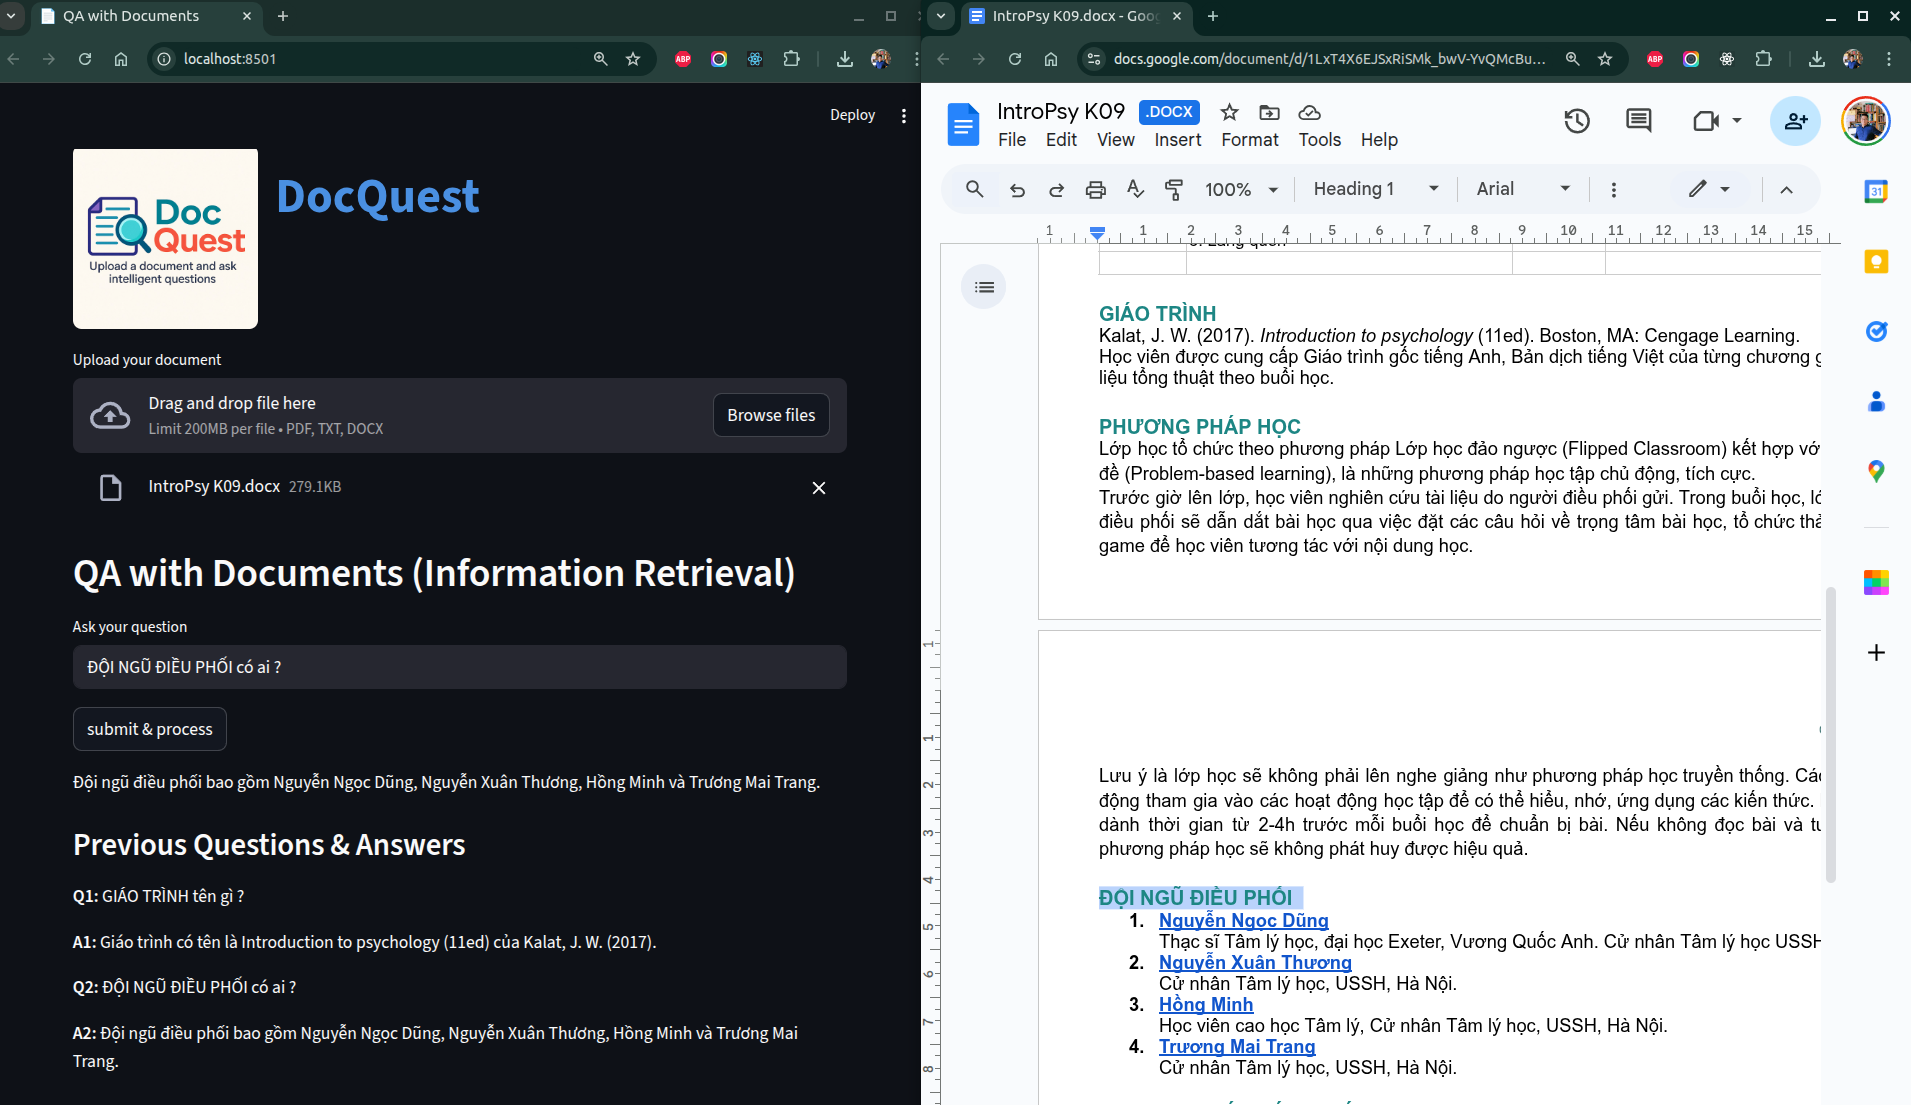 QA with Documents
localhost:8501
ABP
Deploy
Doc
Quest
Upload a document and ask
intelligent questions
DocQuest
Upload your document
Drag and drop file here
Limit 200MB per file • PDF, TXT, DOCX
Browse files
IntroPsy K09.docx 279.1KB
QA with Documents (Information Retrieval)
Ask your question
ĐỘI NGŨ ĐIỀU PHỐI có ai ?
submit & process
Đội ngũ điều phối bao gồm Nguyễn Ngọc Dũng, Nguyễn Xuân Thương, Hồng Minh và Trương Mai Trang.
Previous Questions & Answers
Q1: GIÁO TRÌNH tên gì ?
A1: Giáo trình có tên là Introduction to psychology (11ed) của Kalat, J. W. (2017).
Q2: ĐỘI NGŨ ĐIỀU PHỐI có ai ?
A2: Đội ngũ điều phối bao gồm Nguyễn Ngọc Dũng, Nguyễn Xuân Thương, Hồng Minh và Trương Mai
Trang.
IntroPsy K09.docx - Goog
docs.google.com/document/d/1LxT4X6EJSxRiSMk_bwV-YvQMcBu...
ABP
IntroPsy K09 .DOCX
File Edit View Insert Format Tools Help
100% Heading 1 Arial
31
1 1 2 3 4 5 6 7 8 9 10 11 12 13 14 15
GIÁO TRÌNH
Kalat, J. W. (2017). Introduction to psychology (11ed). Boston, MA: Cengage Learning.
Học viên được cung cấp Giáo trình gốc tiếng Anh, Bản dịch tiếng Việt của từng chương
liệu tổng thuật theo buổi học.
PHƯƠNG PHÁP HỌC
Lớp học tổ chức theo phương pháp Lớp học đảo ngược (Flipped Classroom) kết hợp vớ
đề (Problem-based learning), là những phương pháp học tập chủ động, tích cực.
Trước giờ lên lớp, học viên nghiên cứu tài liệu do người điều phối gửi. Trong buổi học,
điều phối sẽ dẫn dắt bài học qua việc đặt các câu hỏi về trọng tâm bài học, tổ chức
game để học viên tương tác với nội dung học.
Lưu ý là lớp học sẽ không phải lên nghe giảng như phương pháp học truyền thống.
động tham gia vào các hoạt động học tập để có thể hiểu, nhớ, ứng dụng các kiến thức.
dành thời gian từ 2-4h trước mỗi buổi học để chuẩn bị bài. Nếu không đọc bài và
phương pháp học sẽ không phát huy được hiệu quả.
ĐỘI NGŨ ĐIỀU PHỐI
1. Nguyễn Ngọc Dũng
Thạc sĩ Tâm lý học, đại học Exeter, Vương Quốc Anh. Cử nhân Tâm lý học USSH
2. Nguyễn Xuân Thương
Cử nhân Tâm lý học, USSH, Hà Nội.
3. Hồng Minh
Học viên cao học Tâm lý, Cử nhân Tâm lý học, USSH, Hà Nội.
4. Trương Mai Trang
Cử nhân Tâm lý học, USSH, Hà Nội.
1
1
2
3
4
5
6
7
8